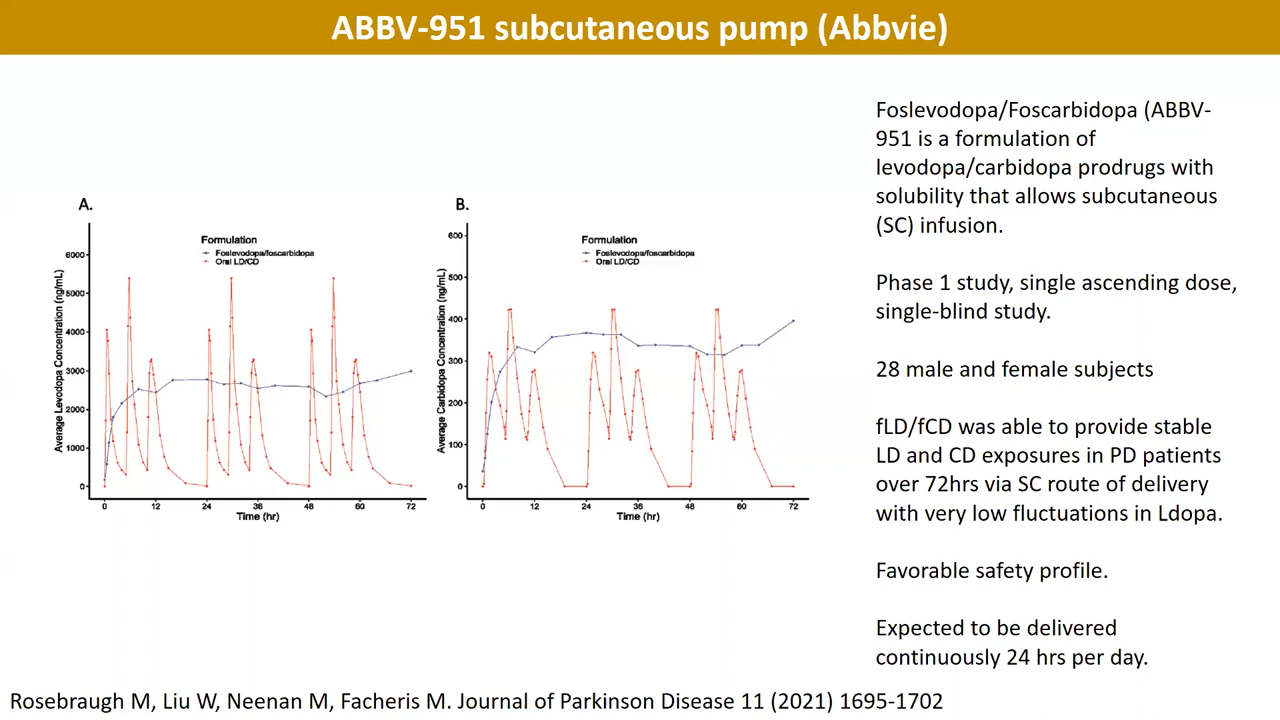 ABBV-951 subcutaneous pump (Abbvie)
A.
Formulation
Foslevodopa/foscarbidopa
Oral LD/CD
Average Levodopa Concentration (ng/mL)
6000
5000
4000
3000
2000
1000
0
0 12 24 36 48 60 72
Time (hr)
B.
Formulation
Foslevodopa/foscarbidopa
Oral LD/CD
Average Carbidopa Concentration (ng/mL)
600
500
400
300
200
100
0
0 12 24 36 48 60 72
Time (hr)
Foslevodopa/Foscarbidopa (ABBV-
951 is a formulation of
levodopa/carbidopa prodrugs with
solubility that allows subcutaneous
(SC) infusion.
Phase 1 study, single ascending dose,
single-blind study.
28 male and female subjects
fLD/fCD was able to provide stable
LD and CD exposures in PD patients
over 72hrs via SC route of delivery
with very low fluctuations in Ldopa.
Favorable safety profile.
Expected to be delivered
continuously 24 hrs per day.
Rosebraugh M, Liu W, Neenan M, Facheris M. Journal of Parkinson Disease 11 (2021) 1695-1702